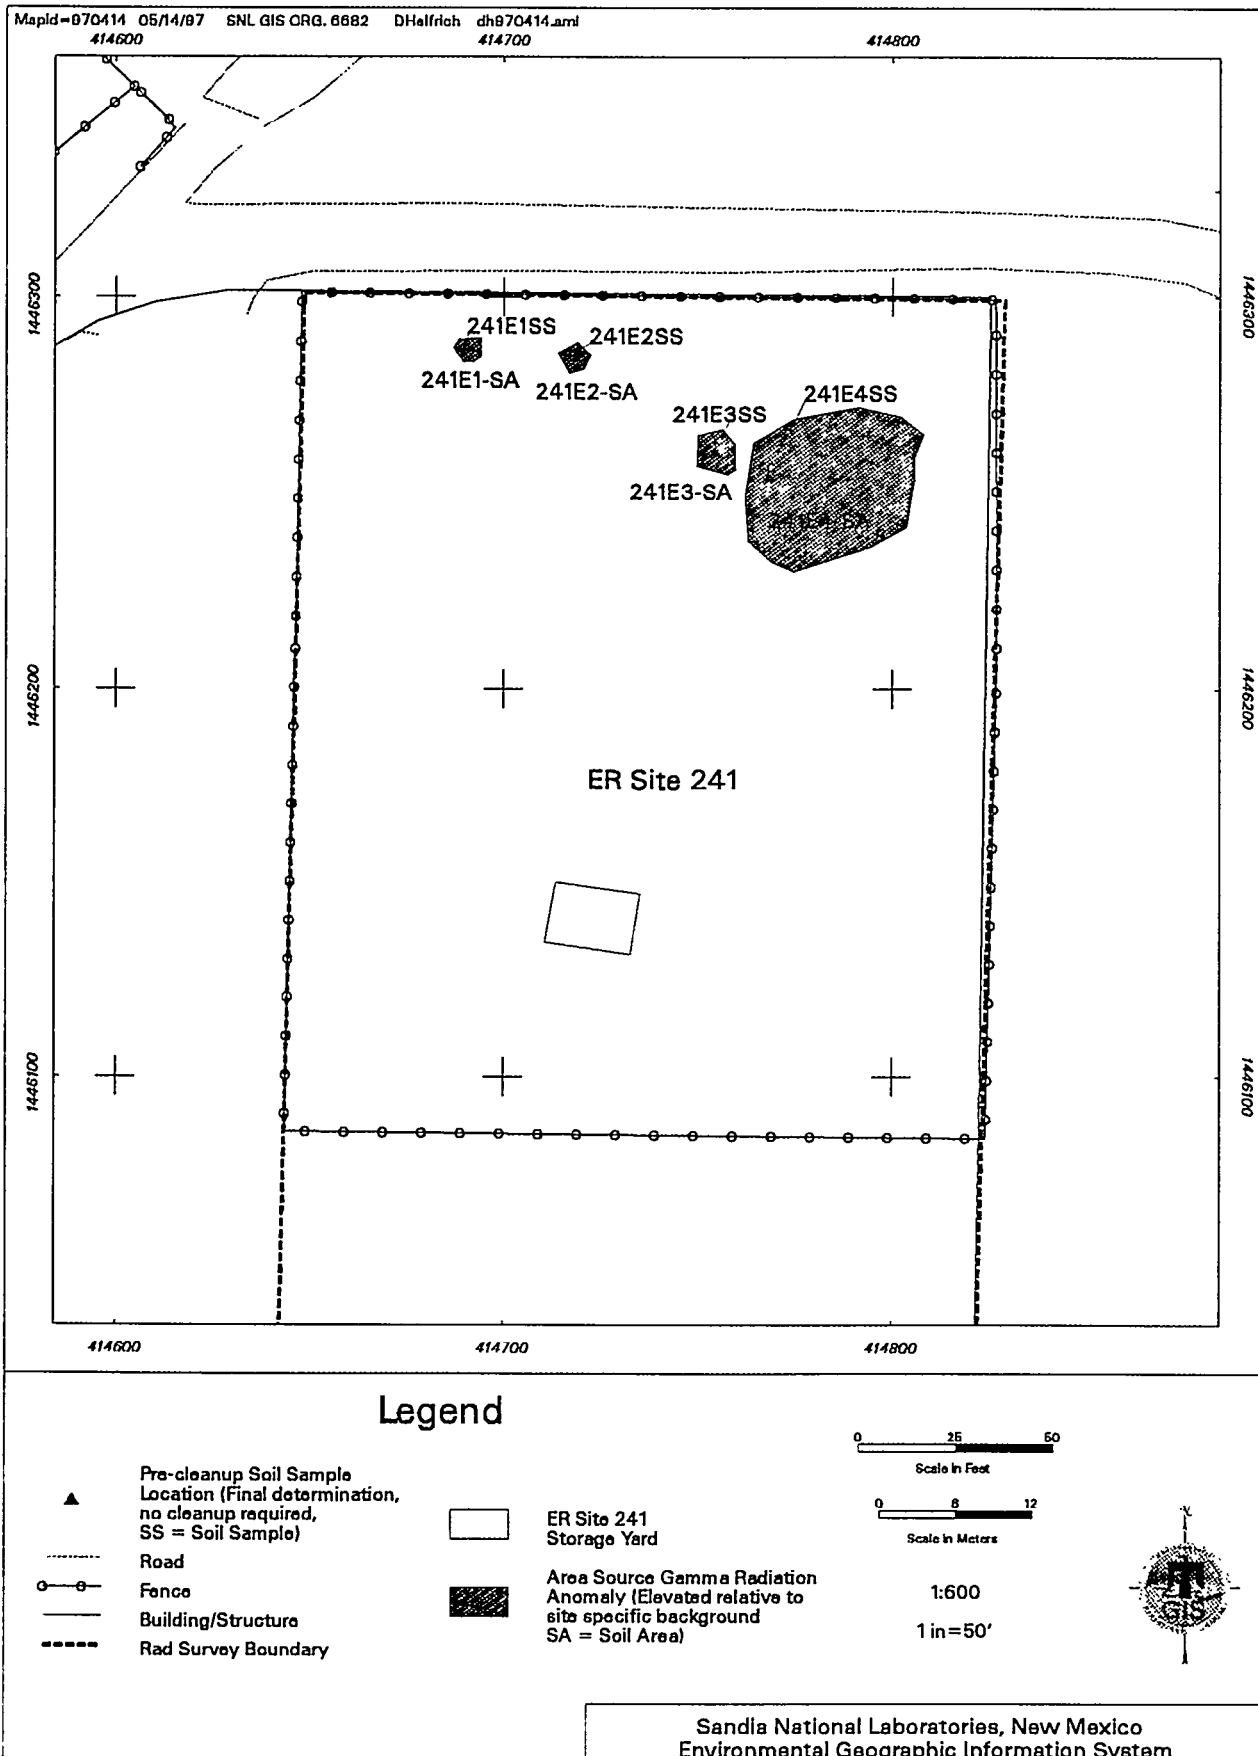 MapId=970414 05/14/97 SNL GIS ORG. 6682 DHelfrich dh970414.aml
414600 414700 414800
1446300 1446300
241E1SS
241E2SS
241E1-SA
241E2-SA
241E4SS
241E3SS
241E3-SA
241E4-SA
1446200 1446200
ER Site 241
1446100 1446100
414600 414700 414800
Legend
Pre-cleanup Soil Sample
Location (Final determination,
no cleanup required,
SS = Soil Sample)
Road
Fence
Building/Structure
Rad Survey Boundary
ER Site 241
Storage Yard
Area Source Gamma Radiation
Anomaly (Elevated relative to
site specific background
SA = Soil Area)
0 25 50
Scale in Feet
0 6 12
Scale in Meters
1:600
1 in=50'
GIS
Sandia National Laboratories, New Mexico
Environmental Geographic Information System